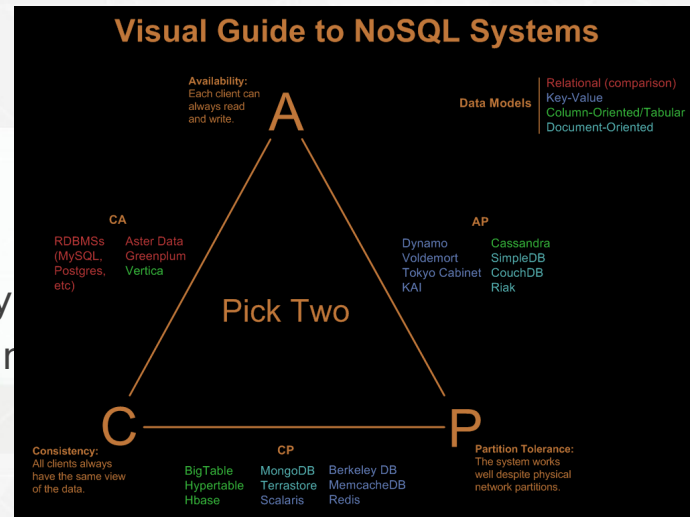 Visual Guide to NoSQL Systems
Availability:
Each client can
always read
and write.
A
Data Models
Relational (comparison)
Key-Value
Column-Oriented/Tabular
Document-Oriented
CA
RDBMSs
(MySQL,
Postgres,
etc)
Aster Data
Greenplum
Vertica
AP
Dynamo
Voldemort
Tokyo Cabinet
KAI
Cassandra
SimpleDB
CouchDB
Riak
Pick Two
C
P
Consistency:
All clients always
have the same view
of the data.
CP
BigTable
Hypertable
Hbase
MongoDB
Terrastore
Scalaris
Berkeley DB
MemcacheDB
Redis
Partition Tolerance:
The system works
well despite physical
network partitions.